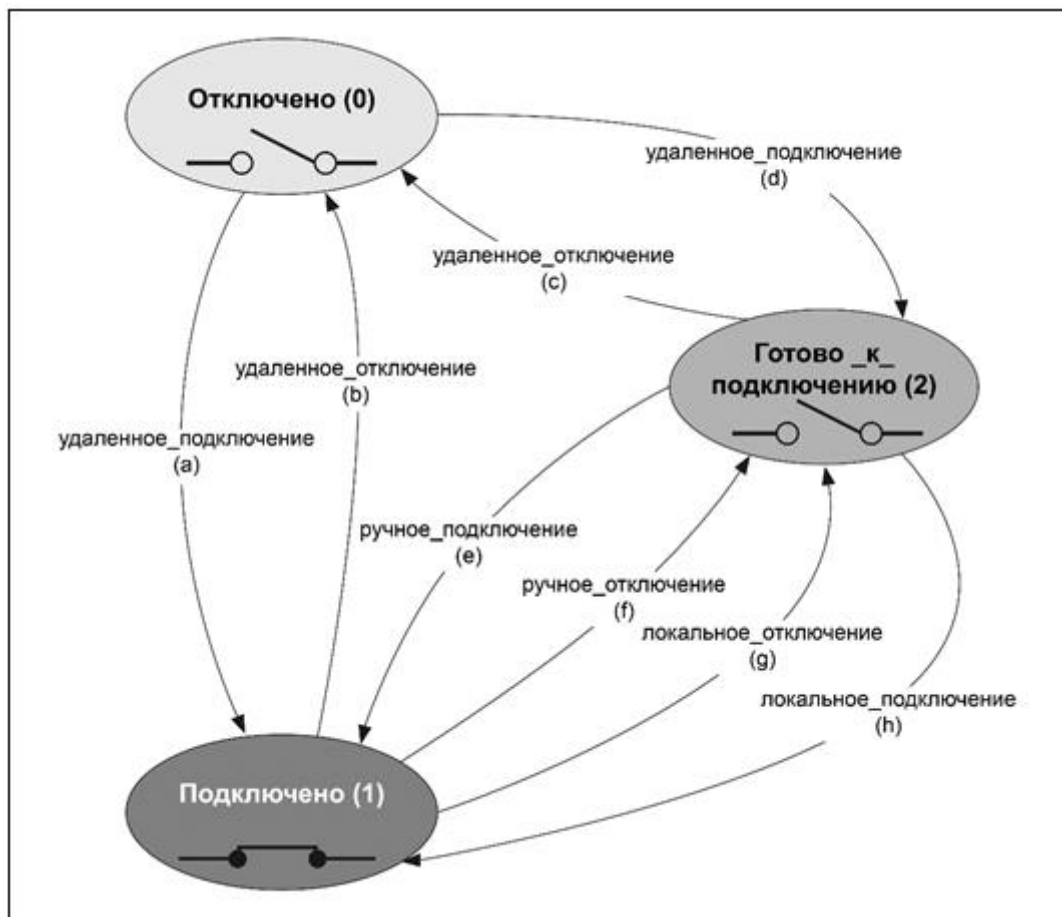 Отключено (0)
удаленное_подключение
(d)
удаленное_отключение
(c)
Готово _к_
подключению (2)
удаленное_отключение
(b)
удаленное_подключение
(a)
ручное_подключение
(e)
ручное_отключение
(f)
локальное_отключение
(g)
локальное_подключение
(h)
Подключено (1)